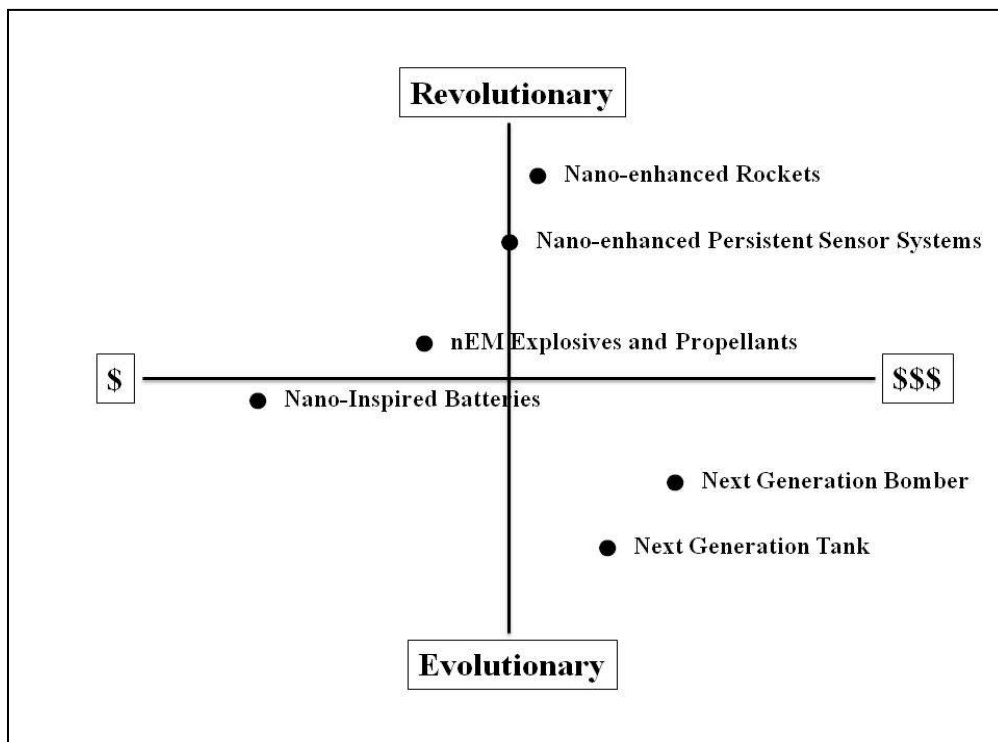 Revolutionary
Nano-enhanced Rockets
Nano-enhanced Persistent Sensor Systems
nEM Explosives and Propellants
$
$$$
Nano-Inspired Batteries
Next Generation Bomber
Next Generation Tank
Evolutionary